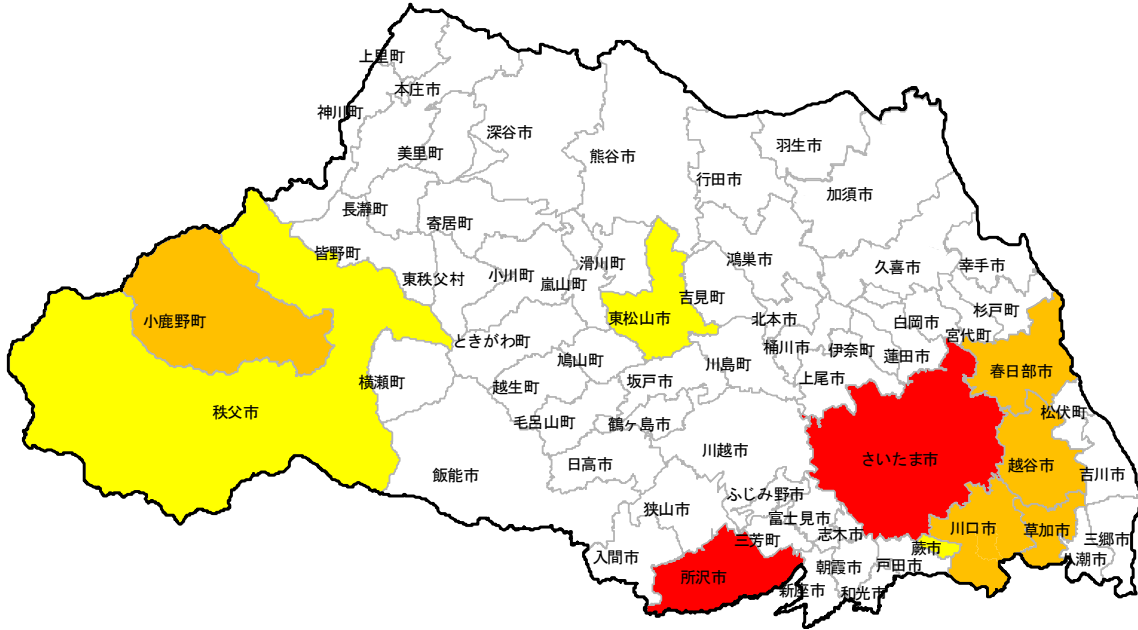 上里町
本庄市
神川町
美里町
深谷市
熊谷市
羽生市
行田市
加須市
長瀞町
寄居町
皆野町
東秩父村
小川町
嵐山町
滑川町
鴻巣市
久喜市
幸手市
吉見町
小鹿野町
東松山市
北本市
白岡市
杉戸町
宮代町
ときがわ町
鳩山町
桶川市
伊奈町
蓮田市
川島町
春日部市
横瀬町
越生町
坂戸市
上尾市
秩父市
毛呂山町
鶴ヶ島市
松伏町
川越市
さいたま市
越谷市
日高市
飯能市
吉川市
ふじみ野市
狭山市
富士見市
志木市
川口市
草加市
三芳町
蕨市
三郷市
入間市
所沢市
朝霞市
戸田市
八潮市
新座市
和光市